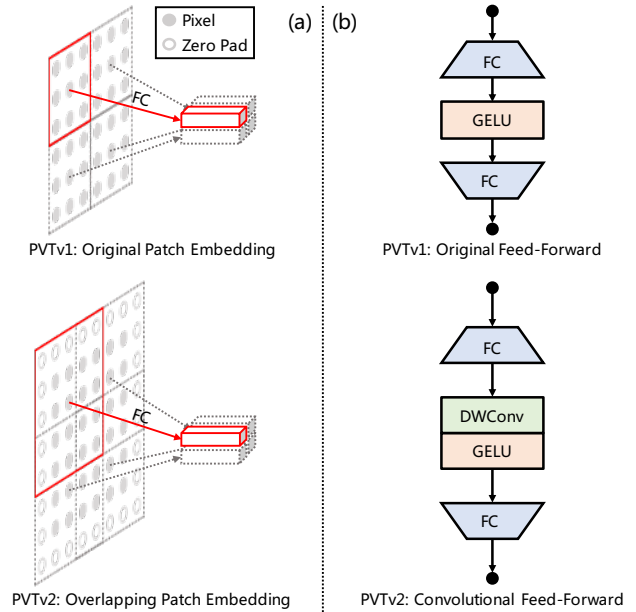 Pixel
Zero Pad
(a)
FC
PVTv1: Original Patch Embedding
FC
PVTv2: Overlapping Patch Embedding
(b)
FC
GELU
FC
PVTv1: Original Feed-Forward
FC
DWConv
GELU
FC
PVTv2: Convolutional Feed-Forward